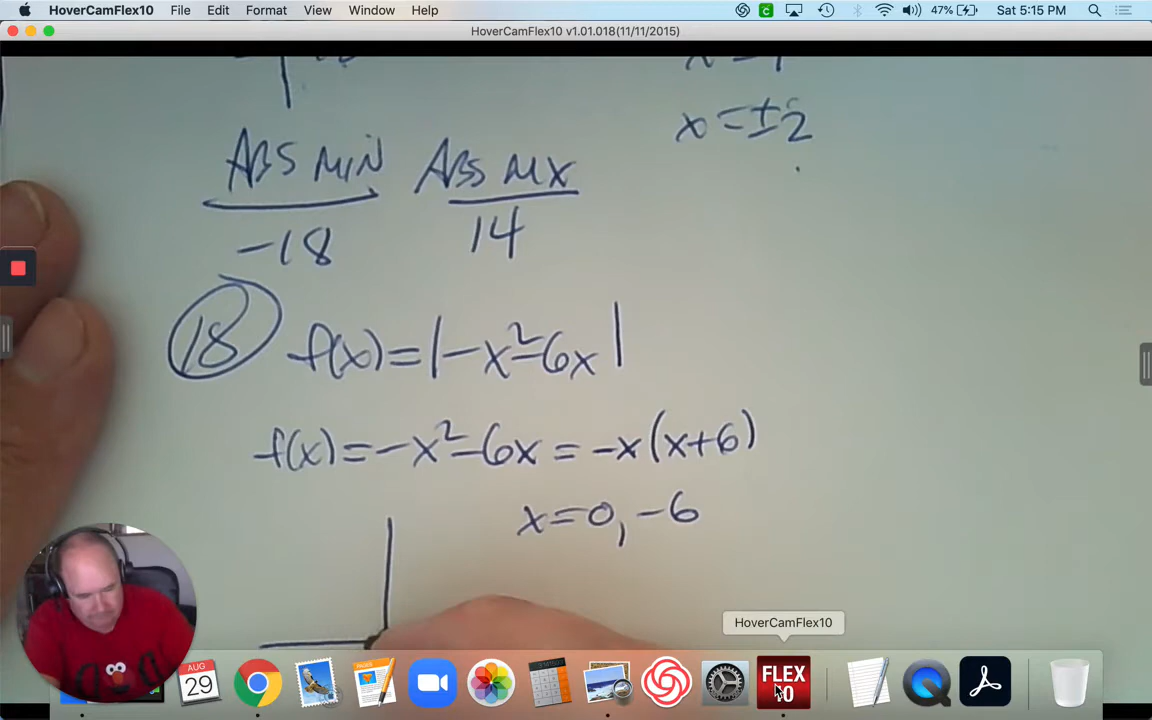 HoverCamFlex10 File Edit Format View Window Help 47% Sat 5:15 PM
HoverCamFlex10 v1.01.018(11/11/2015)
x = ±2
ABS MIN ABS MX
-18 14
18 f(x)=|-x²-6x|
f(x)=-x²-6x = -x(x+6)
x=0,-6
HoverCamFlex10
AUG
29
FLEX
10